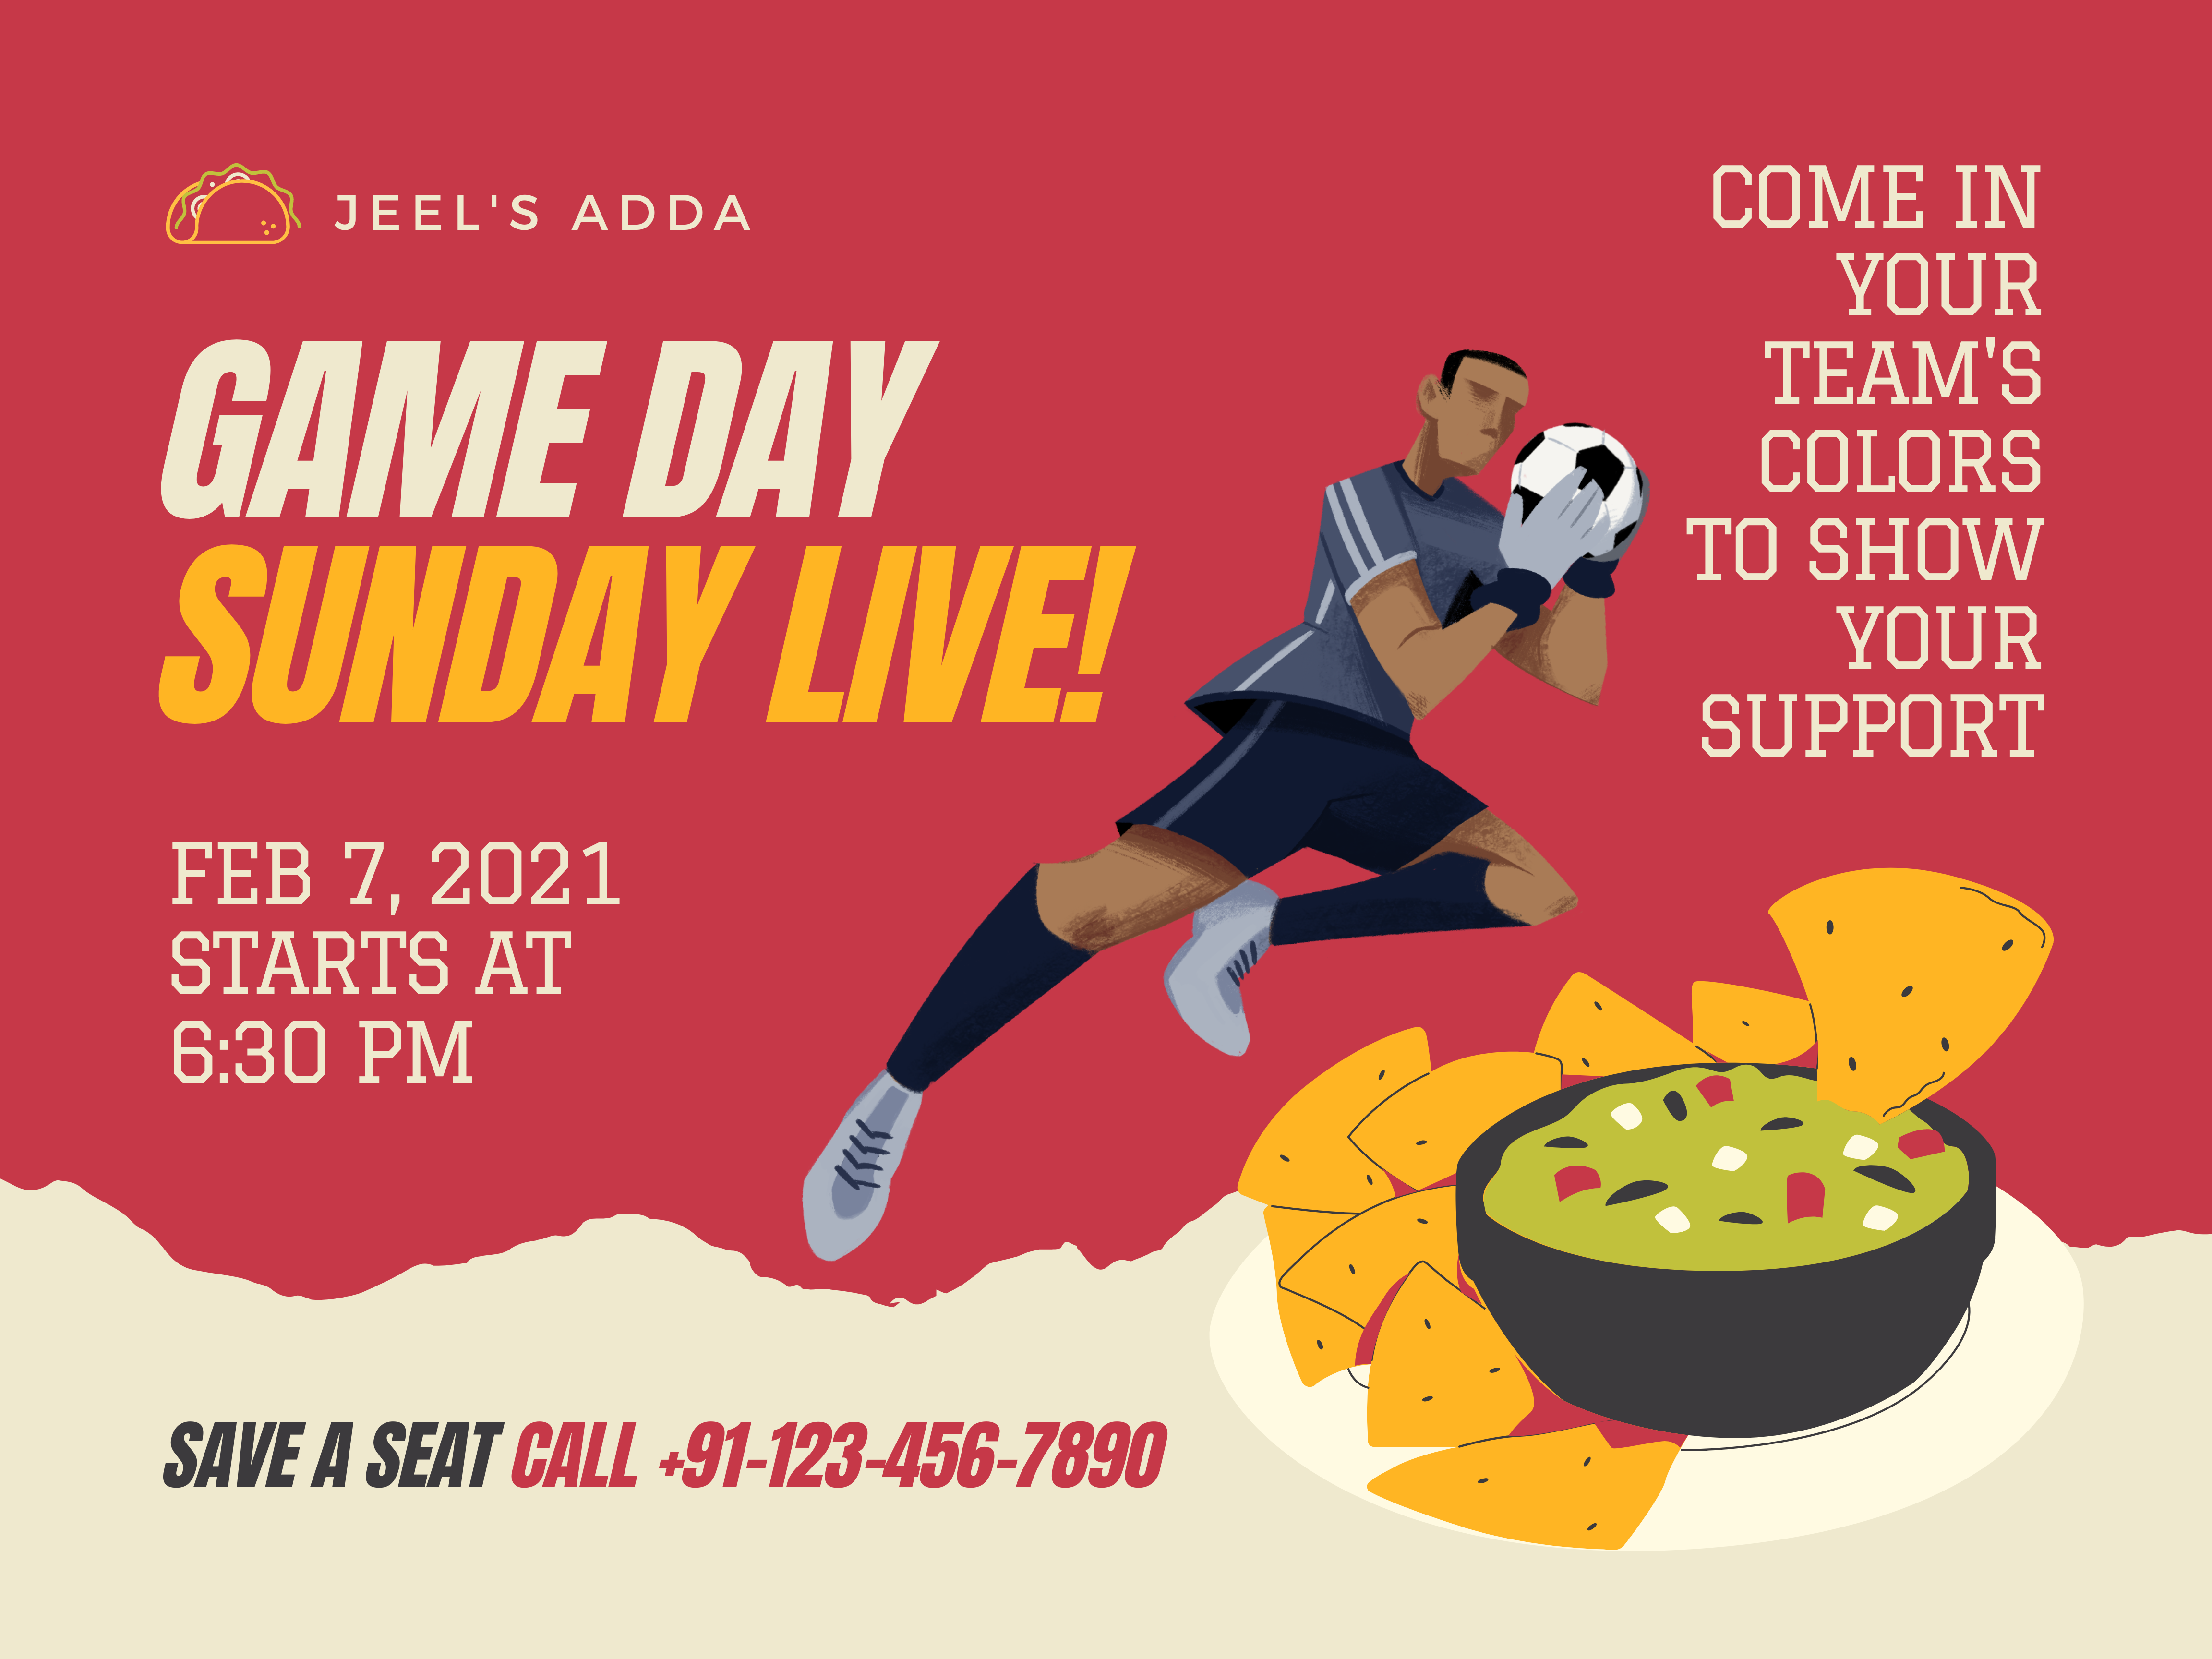 JEEL'S ADDA
GAME DAY
SUNDAY LIVE!
FEB 7, 2021
STARTS AT
6:30 PM
COME IN
YOUR
TEAM'S
COLORS
TO SHOW
YOUR
SUPPORT
SAVE A SEAT CALL +91-123-456-7890